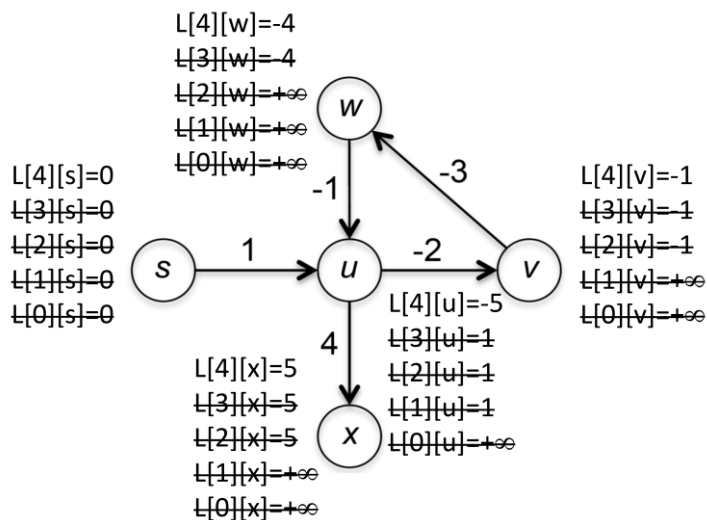 L[4][w]=-4
L[3][w]=-4
L[2][w]=+∞
L[1][w]=+∞
L[0][w]=+∞
w
-3
-1
L[4][s]=0
L[3][s]=0
L[2][s]=0
L[1][s]=0
L[0][s]=0
s
1
u
-2
v
L[4][v]=-1
L[3][v]=-1
L[2][v]=-1
L[1][v]=+∞
L[0][v]=+∞
4
L[4][u]=-5
L[3][u]=1
L[2][u]=1
L[1][u]=1
L[0][u]=+∞
L[4][x]=5
L[3][x]=5
L[2][x]=5
L[1][x]=+∞
L[0][x]=+∞
x